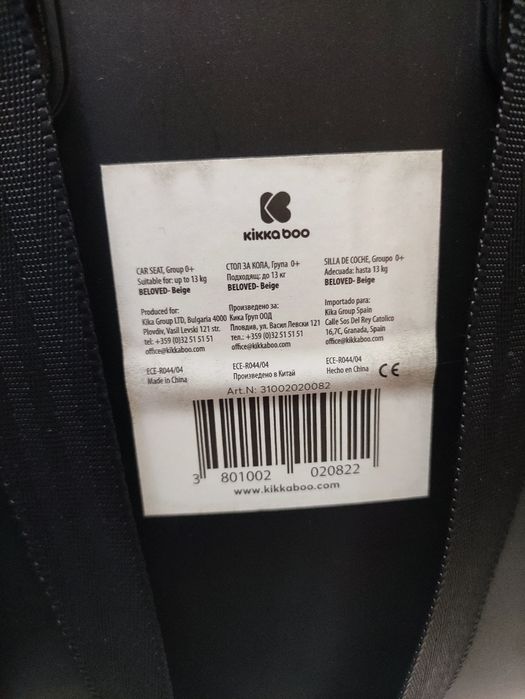 kikka boo
CAR SEAT, Group 0+
Suitable for: up to 13 kg
BELOVED- Beige
Produced for:
Kika Group LTD, Bulgaria 4000
Plovdiv, Vasil Levski 121 str.
tel: +359 (0)32 51 51 51
office@kikkaboo.com
ECE-R044/04
Made in China
СТОЛ ЗА КОЛА, Група 0+
Подходящ: до 13 кг
BELOVED- Beige
Произведено за:
Кика Груп ООД
Пловдив, ул. Васил Левски 121
тел.: +359 (0)32 51 51 51
office@kikkaboo.com
ECE-R044/04
Произведено в Китай
SILLA DE COCHE, Groupo 0+
Adecuada: hasta 13 kg
BELOVED- Beige
Importado para:
Kika Group Spain
Calle Sos Del Rey Catolico
16,7C, Granada, Spain
office@kikkaboo.com
ECE-R044/04
Hecho en China
CE
Art.N: 31002020082
3 801002 020822
www.kikkaboo.com